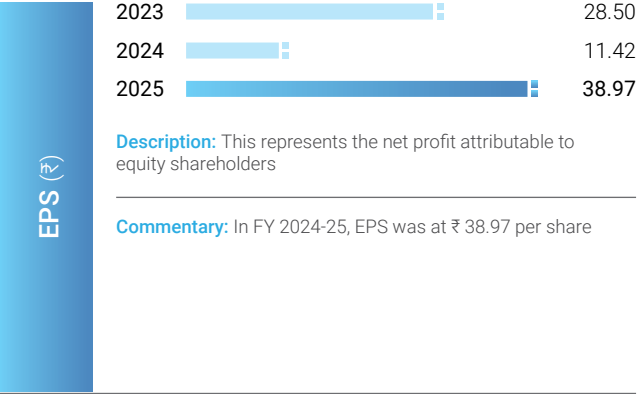 2023 28.50
2024 11.42
2025 38.97
EPS (₹)
Description: This represents the net profit attributable to
equity shareholders
Commentary: In FY 2024-25, EPS was at ₹ 38.97 per share